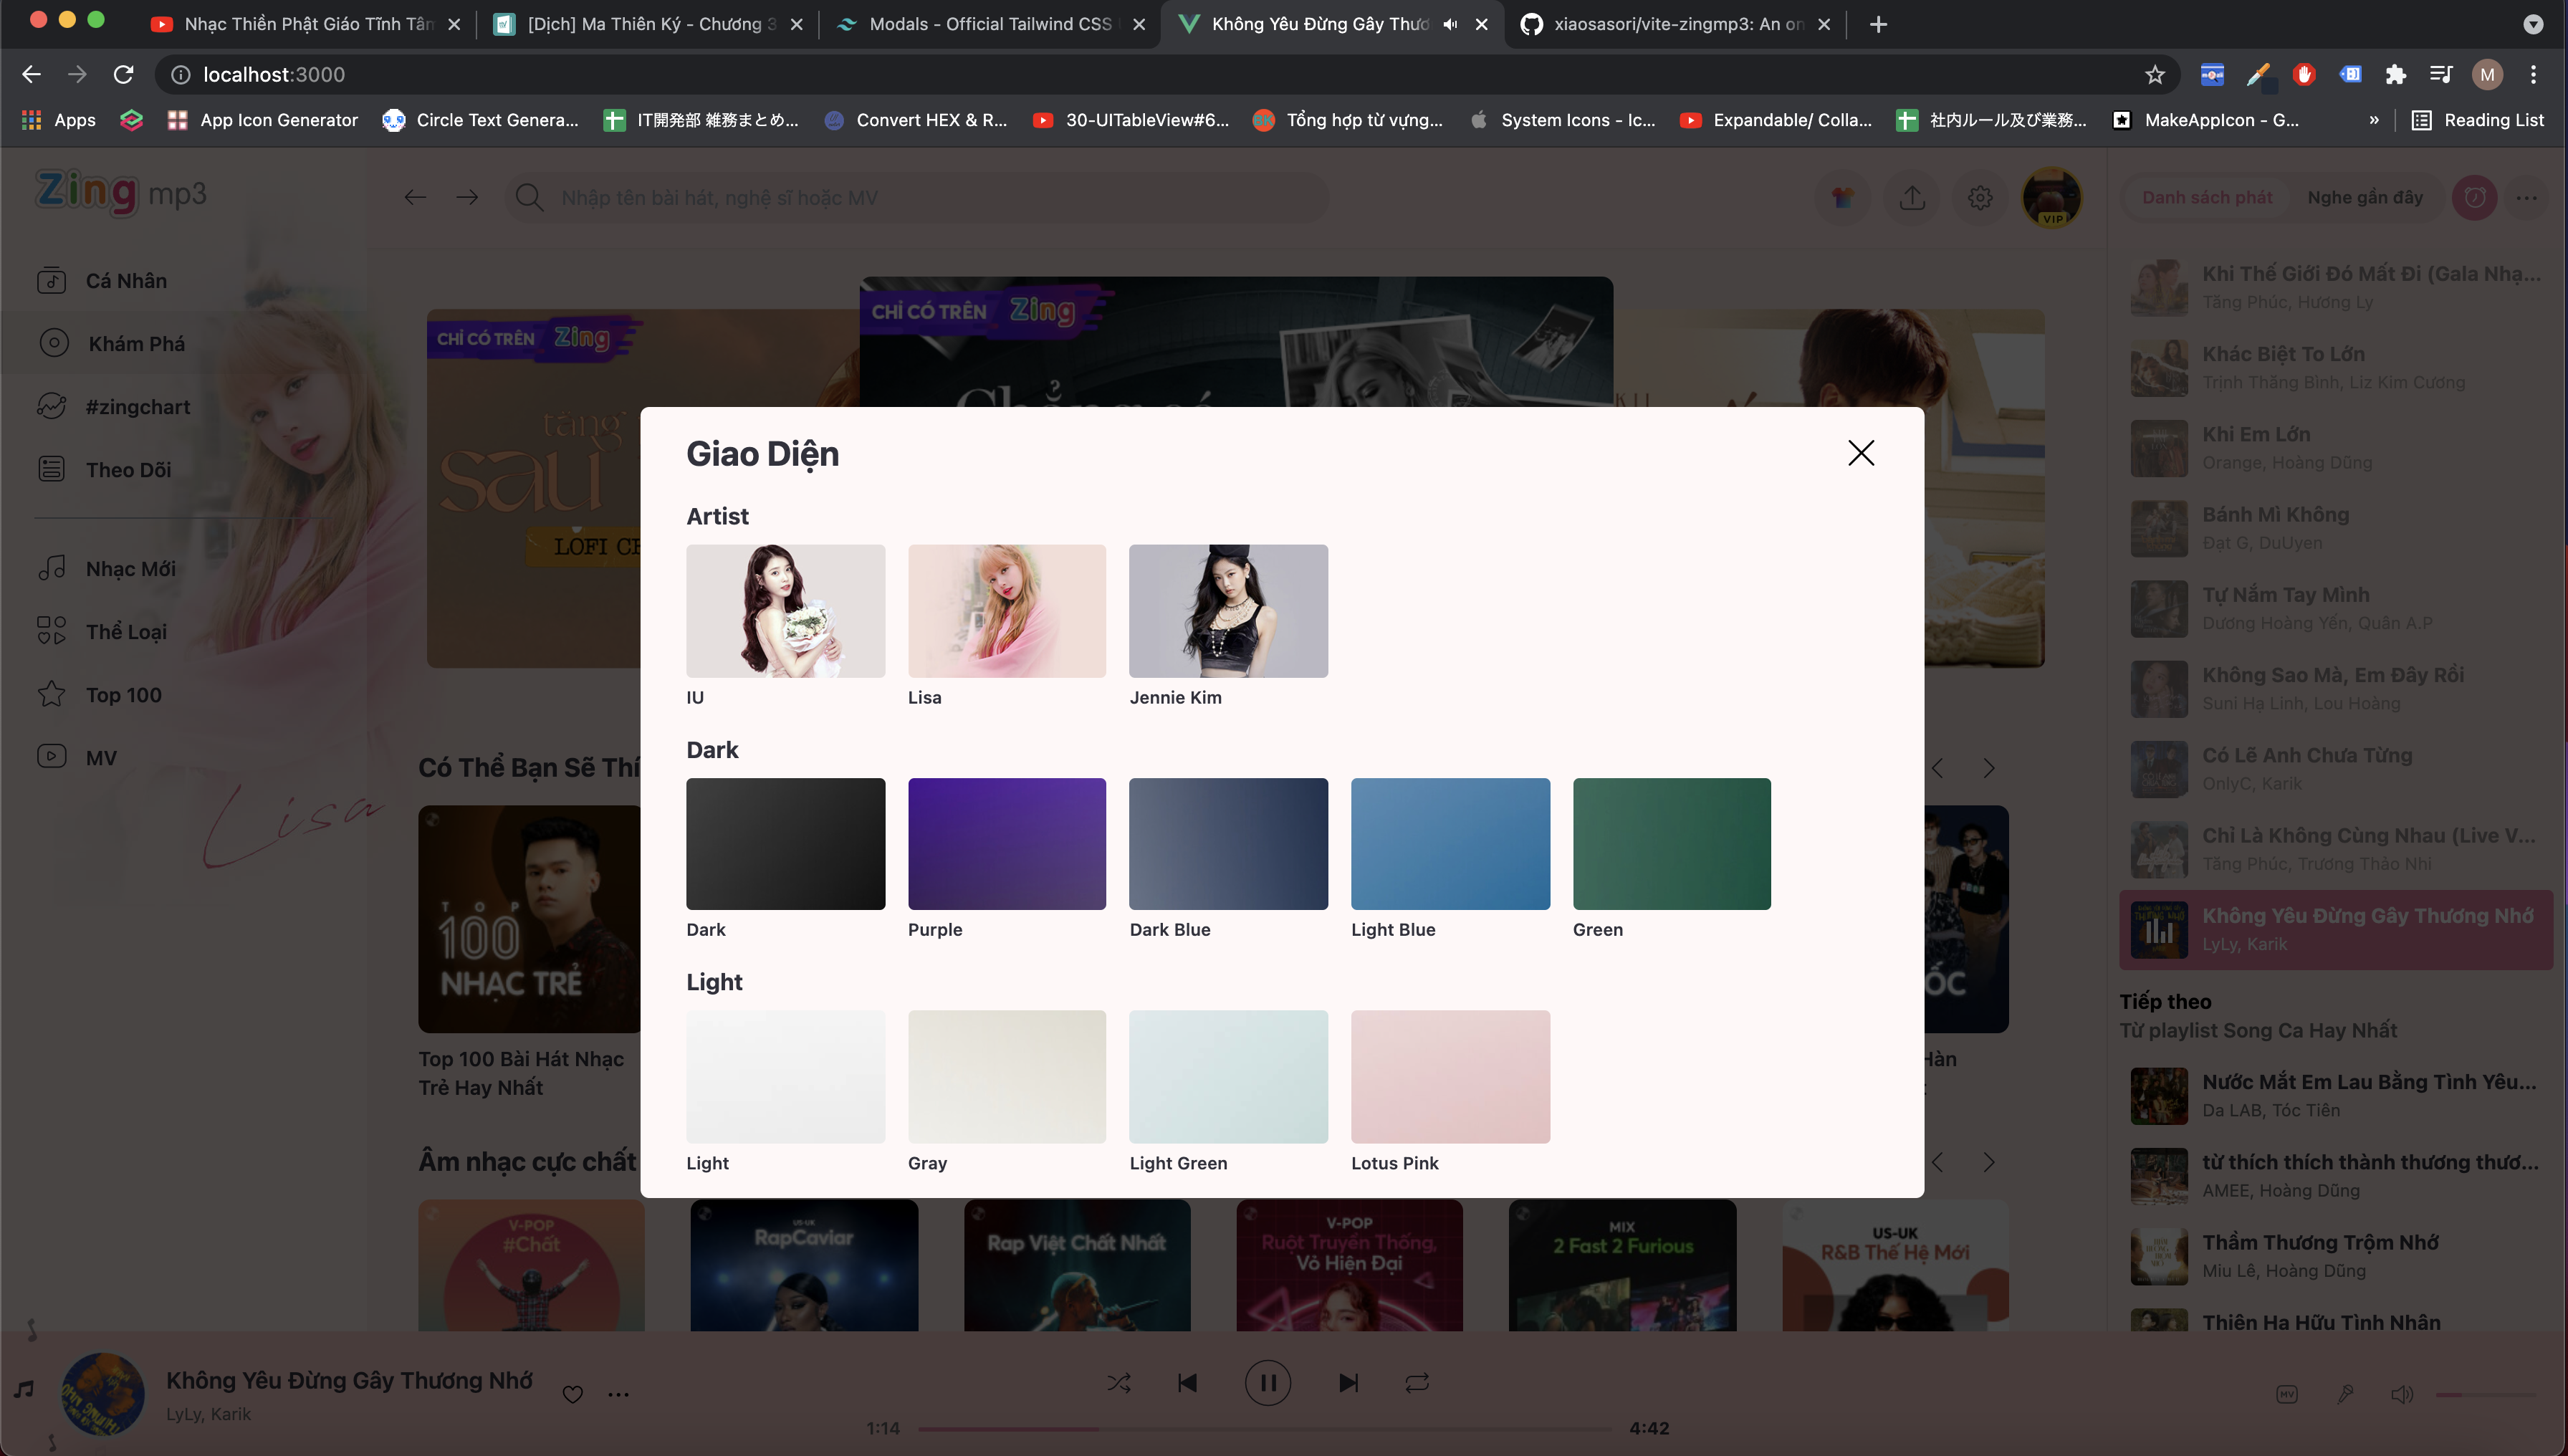 Nhạc Thiền Phật Giáo Tĩnh Tâm
[Dịch] Ma Thiên Ký - Chương 3
Modals - Official Tailwind CSS
Không Yêu Đừng Gây Thươ
xiaosasori/vite-zingmp3: An on
localhost:3000
M
Apps
App Icon Generator
Circle Text Genera...
IT開発部 雑務まとめ...
Convert HEX & R...
30-UITableView#6...
Tổng hợp từ vựng...
System Icons - Ic...
Expandable/ Colla...
社内ルール及び業務...
MakeAppIcon - G...
»
Reading List
Zing mp3
Nhập tên bài hát, nghệ sĩ hoặc MV
VIP
Danh sách phát
Nghe gần đây
Cá Nhân
Khám Phá
#zingchart
Theo Dõi
Nhạc Mới
Thể Loại
Top 100
MV
Lisa
CHỈ CÓ TRÊN Zing
tăng
sau
CHỈ CÓ TRÊN Zing
Giao Diện
Artist
IU
Lisa
Jennie Kim
Dark
Dark
Purple
Dark Blue
Light Blue
Green
Light
Light
Gray
Light Green
Lotus Pink
Có Thể Bạn Sẽ Thí
TOP
100
NHẠC TRẺ
Top 100 Bài Hát Nhạc
Trẻ Hay Nhất
Âm nhạc cực chất
V-POP
#Chất
US-UK
RapCaviar
Rap Việt Chất Nhất
V-POP
Ruột Truyền Thống,
Vỏ Hiện Đại
MIX
2 Fast 2 Furious
US-UK
R&B Thế Hệ Mới
Khi Thế Giới Đó Mất Đi (Gala Nhạ...
Tăng Phúc, Hương Ly
Khác Biệt To Lớn
Trịnh Thăng Bình, Liz Kim Cương
Khi Em Lớn
Orange, Hoàng Dũng
Bánh Mì Không
Đạt G, DuUyen
Tự Nắm Tay Mình
Dương Hoàng Yến, Quân A.P
Không Sao Mà, Em Đây Rồi
Suni Hạ Linh, Lou Hoàng
Có Lẽ Anh Chưa Từng
OnlyC, Karik
Chỉ Là Không Cùng Nhau (Live V...
Tăng Phúc, Trương Thảo Nhi
Không Yêu Đừng Gây Thương Nhớ
LyLy, Karik
Tiếp theo
Từ playlist Song Ca Hay Nhất
Nước Mắt Em Lau Bằng Tình Yêu...
Da LAB, Tóc Tiên
từ thích thích thành thương thươ...
AMEE, Hoàng Dũng
Thầm Thương Trộm Nhớ
Miu Lê, Hoàng Dũng
Thiên Hạ Hữu Tình Nhân
Không Yêu Đừng Gây Thương Nhớ
LyLy, Karik
1:14
4:42
MV